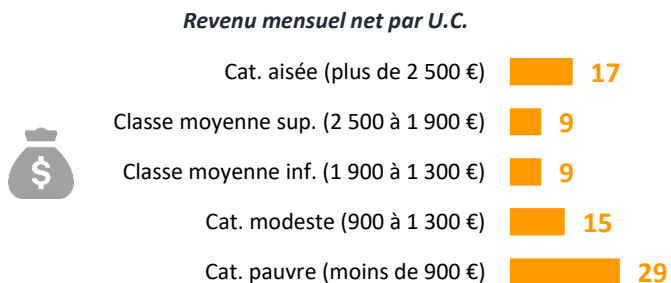 Revenu mensuel net par U.C.
Cat. aisée (plus de 2 500 €) 17
Classe moyenne sup. (2 500 à 1 900 €) 9
Classe moyenne inf. (1 900 à 1 300 €) 9
$
Cat. modeste (900 à 1 300 €) 15
Cat. pauvre (moins de 900 €) 29